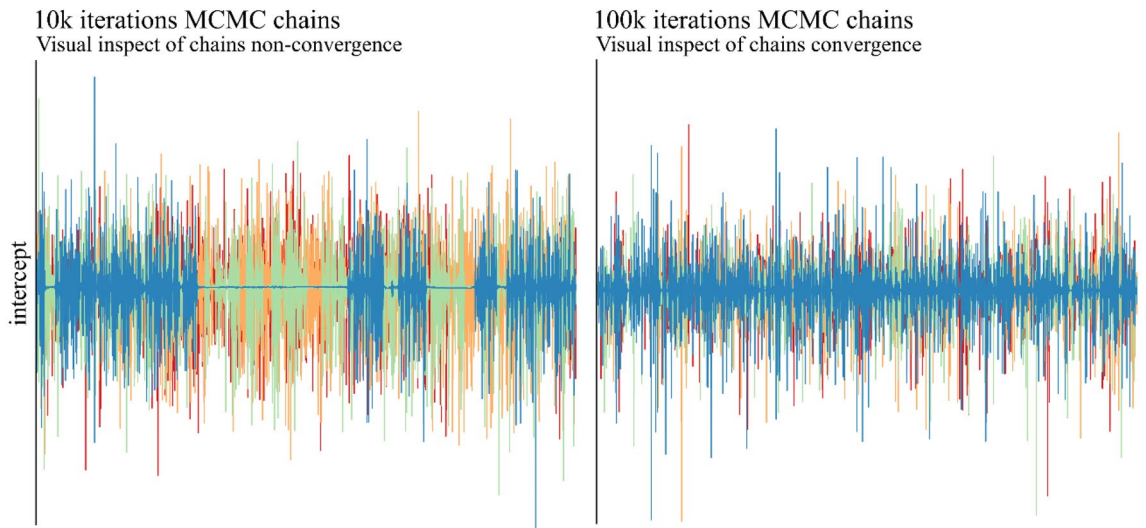 10k iterations MCMC chains
Visual inspect of chains non-convergence
100k iterations MCMC chains
Visual inspect of chains convergence
intercept